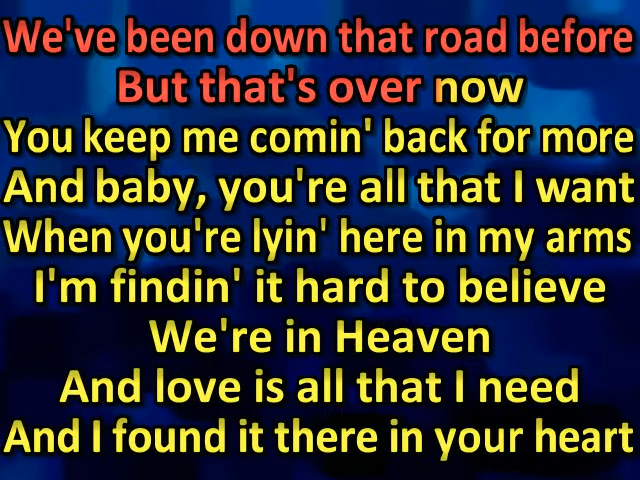 We've been down that road before
But that's over now
You keep me comin' back for more
And baby, you're all that I want
When you're lyin' here in my arms
I'm findin' it hard to believe
We're in Heaven
And love is all that I need
And I found it there in your heart